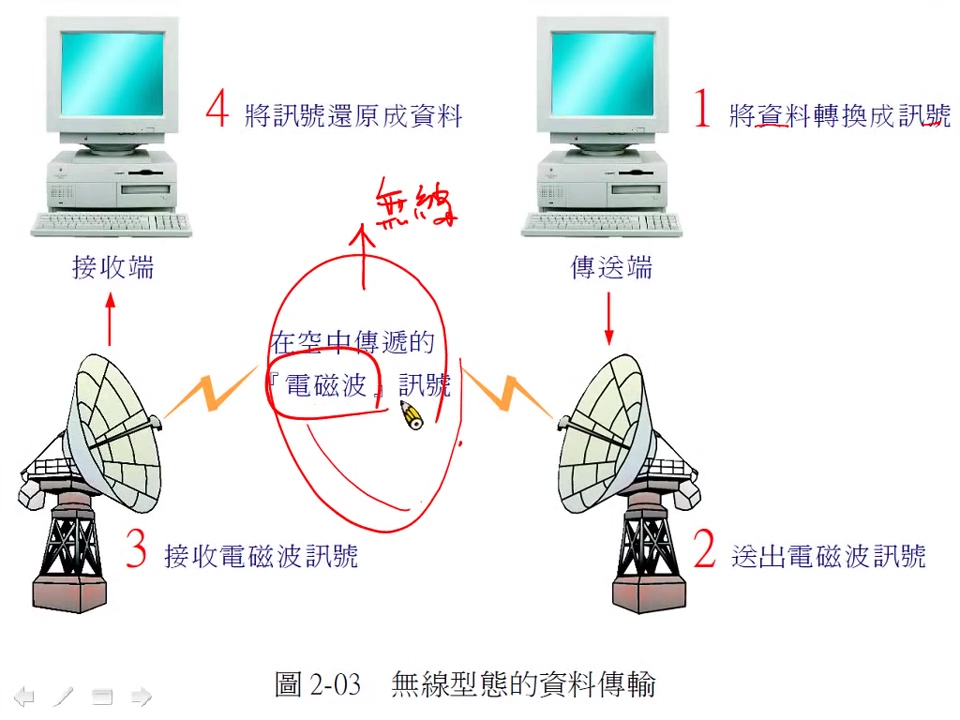 4 將訊號還原成資料
1 將資料轉換成訊號
無線
接收端
傳送端
在空中傳遞的
『電磁波』訊號
3 接收電磁波訊號
2 送出電磁波訊號
圖 2-03 無線型態的資料傳輸